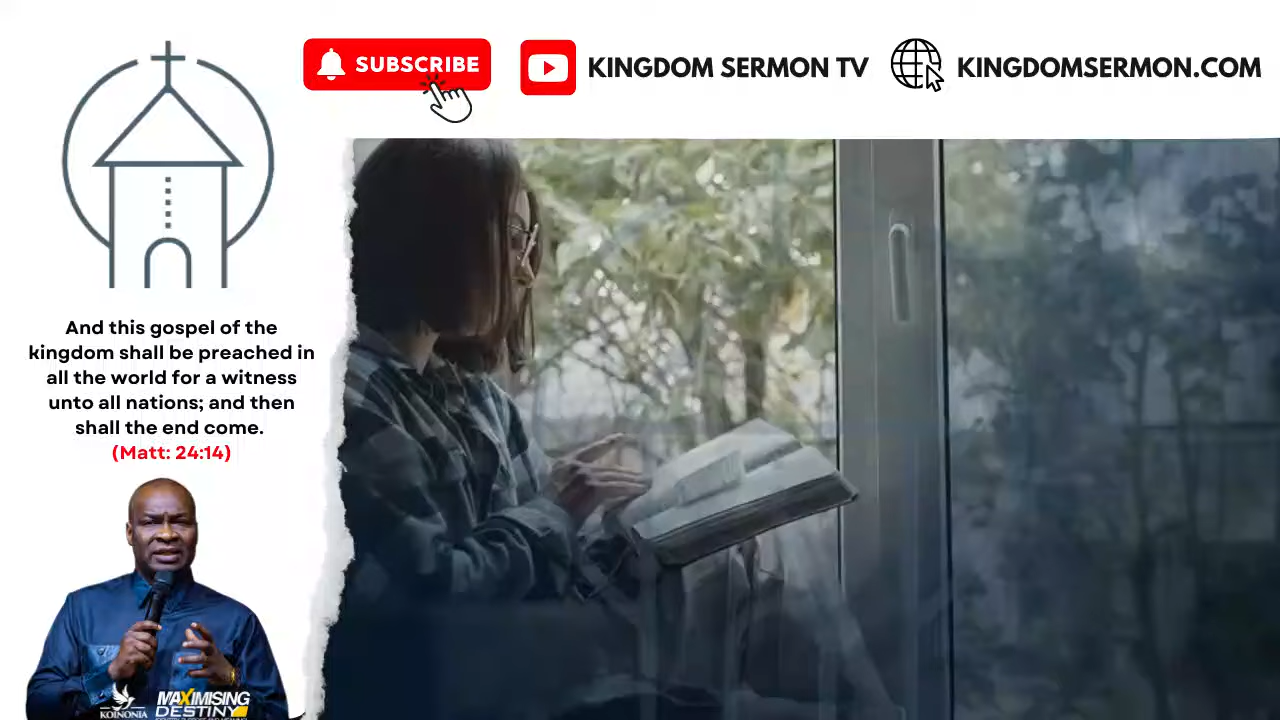 SUBSCRIBE
KINGDOM SERMON TV
KINGDOMSERMON.COM
And this gospel of the
kingdom shall be preached in
all the world for a witness
unto all nations; and then
shall the end come.
(Matt: 24:14)
KOINONIA
MAXIMISING
DESTINY